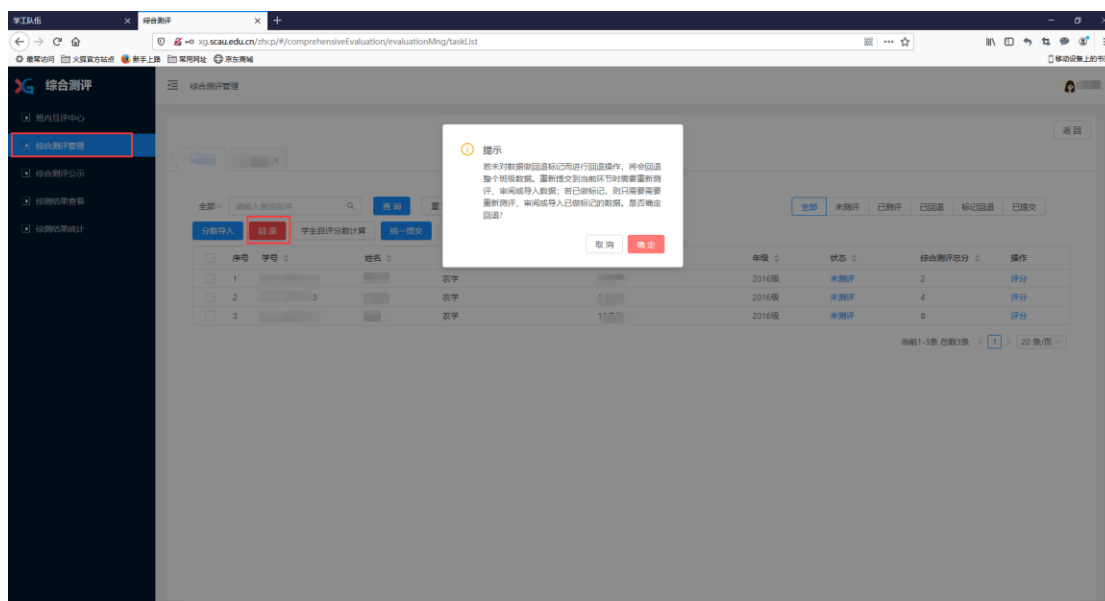 学工队伍
综合测评
xg.scau.edu.cn/zhcp/#/comprehensiveEvaluation/evaluationMng/taskList
最常访问 火狐官方站点 新手上路 常用网址 京东商城 移动设备上的书
综合测评
综合测评管理
班内互评中心
综合测评管理
综合测评公示
综测结果查看
综测结果统计
返 回
提示
若未对数据做回退标记而进行回退操作，将会回退
整个班级数据。重新提交到当前环节时需要重新测
评、审阅或导入数据；若已做标记，则只需要需要
重新测评、审阅或导入已做标记的数据。是否确定
回退?
取 消 确 定
全部 请输入查询条件 查 询 重 全部 未测评 已测评 已回退 标记回退 已提交
分数导入 回 退 学生自评分数计算 统一提交
序号 学号 姓名 年级 状态 综合测评总分 操作
1 农学 2016级 未测评 2 评分
2 3 农学 2016级 未测评 4 评分
3 农学 2016级 未测评 8 评分
当前1-3条 总数3条 < 1 > 20 条/页